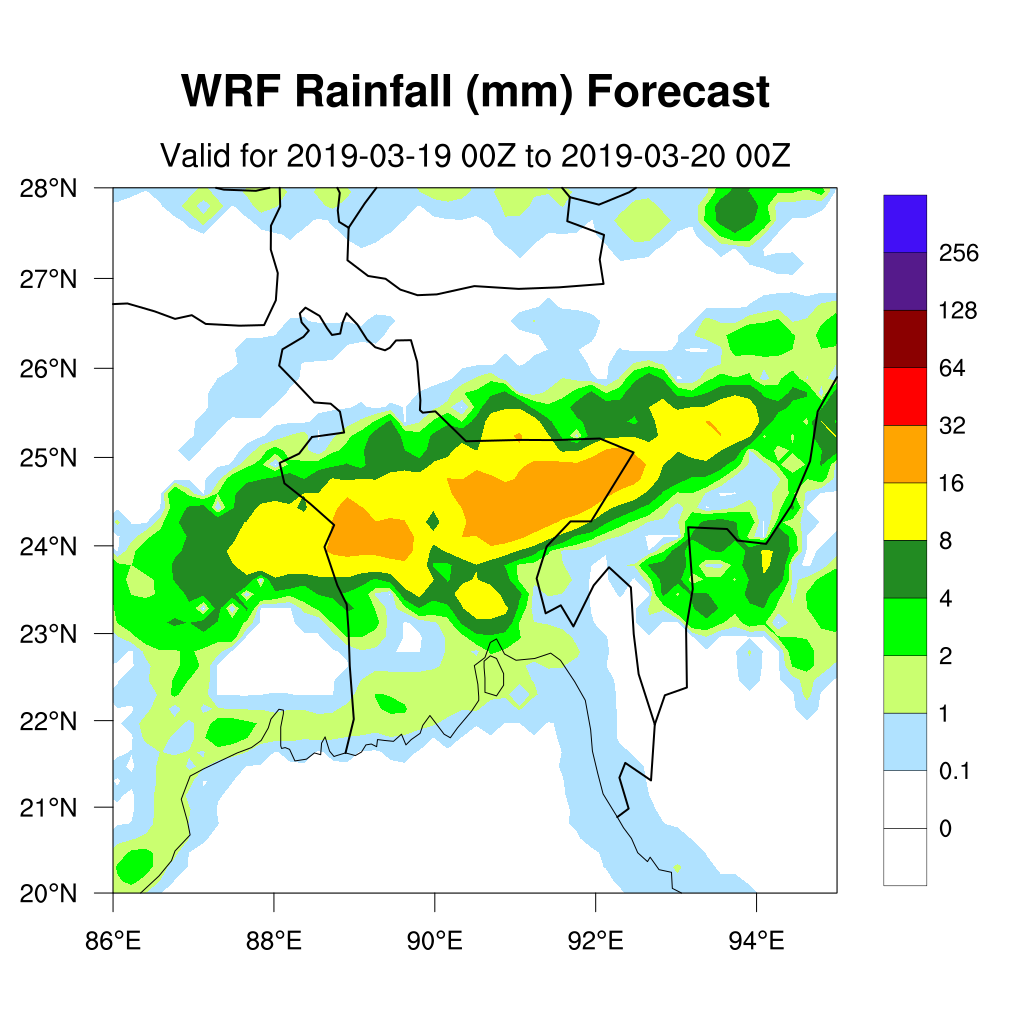 WRF Rainfall (mm) Forecast
Valid for 2019-03-19 00Z to 2019-03-20 00Z
28°N
27°N
26°N
25°N
24°N
23°N
22°N
21°N
20°N
86°E 88°E 90°E 92°E 94°E
256
128
64
32
16
8
4
2
1
0.1
0